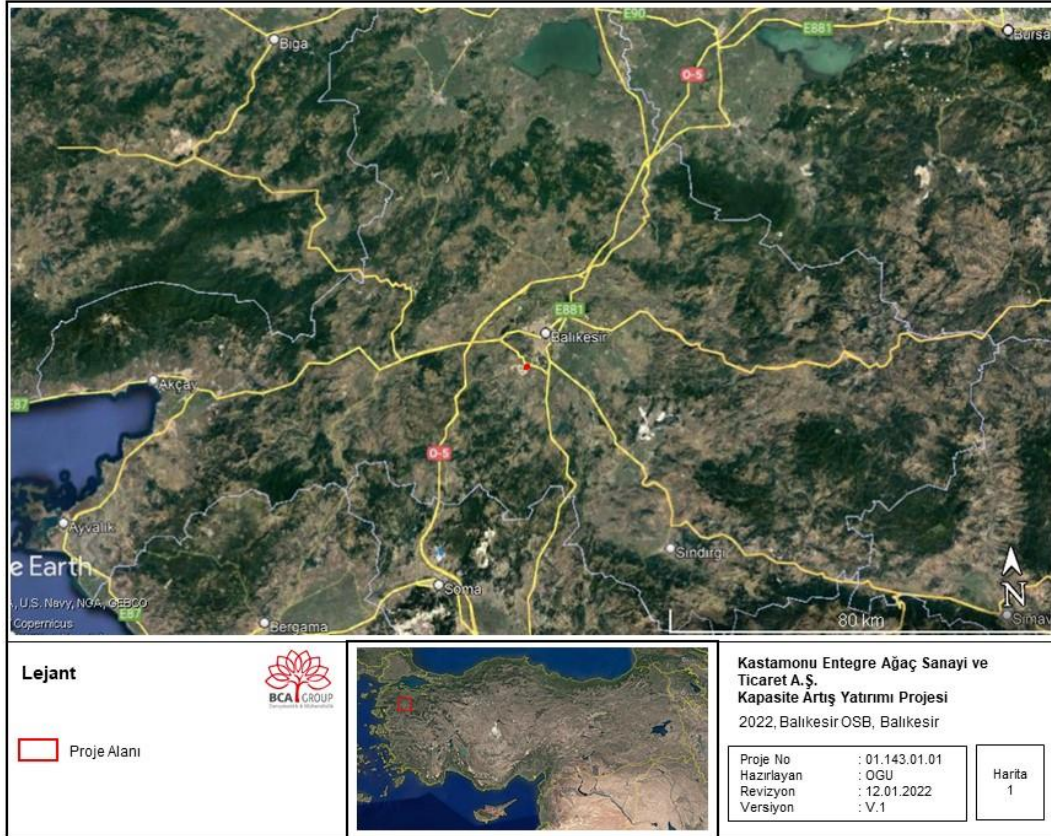 E90
E881
Biga
Bursa
D-5
E881
Balıkesir
Akçay
E87
D-5
Ayvalık
Sındırgı
e Earth
Soma
, U.S. Navy, NOA, GEBCO
E87
Copernicus
Bergama
80 km
N
Simav
Lejant
BCA GROUP
Danışmanlık & Mühendislik
Proje Alanı
Kastamonu Entegre Ağaç Sanayi ve
Ticaret A.Ş.
Kapasite Artış Yatırımı Projesi
2022, Balıkesir OSB, Balıkesir
Proje No : 01.143.01.01
Hazırlayan : OGU
Revizyon : 12.01.2022
Versiyon : V.1
Harita
1